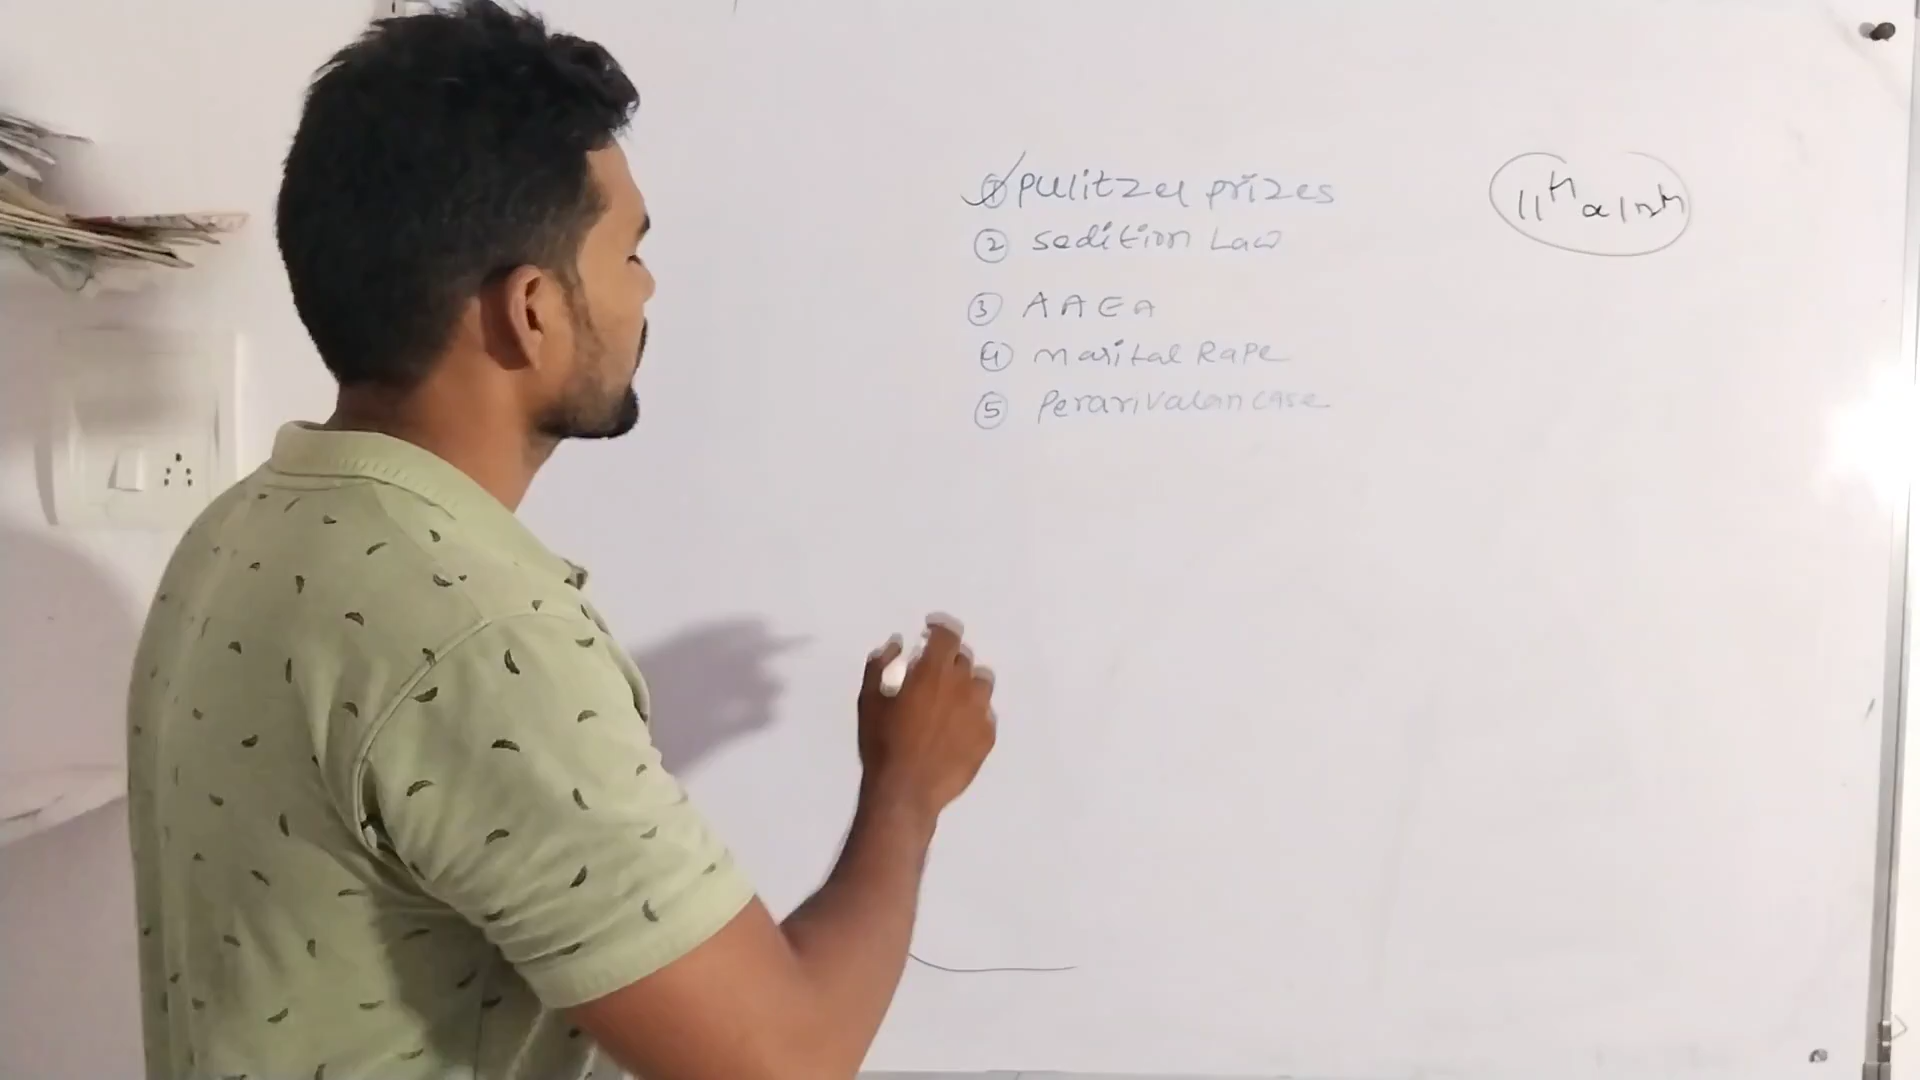 ① Pulitzer prizes
② Sedition Law
③ AAEA
④ Marital Rape
⑤ Perarivalan case
11th &12th